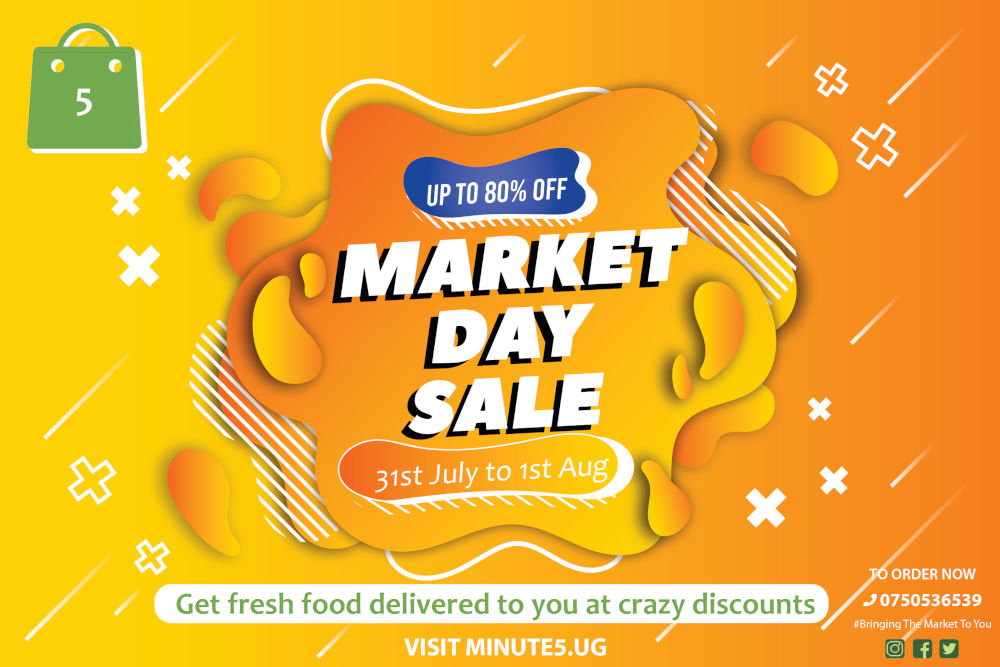 5
UP TO 80% OFF
MARKET
DAY
SALE
31st July to 1st Aug
Get fresh food delivered to you at crazy discounts
VISIT MINUTE5.UG
TO ORDER NOW
0750536539
#Bringing The Market To You